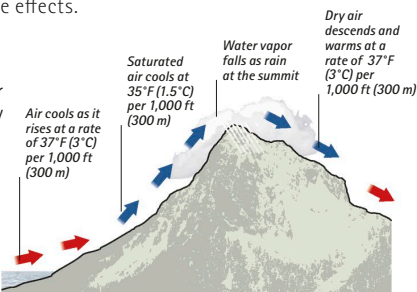 e effects.
Air cools as it
rises at a rate
of 37°F (3°C)
per 1,000 ft
(300 m)
Saturated
air cools at
35°F (1.5°C)
per 1,000 ft
(300 m)
Water vapor
falls as rain
at the summit
Dry air
descends and
warms at a
rate of 37°F
(3°C) per
1,000 ft (300 m)